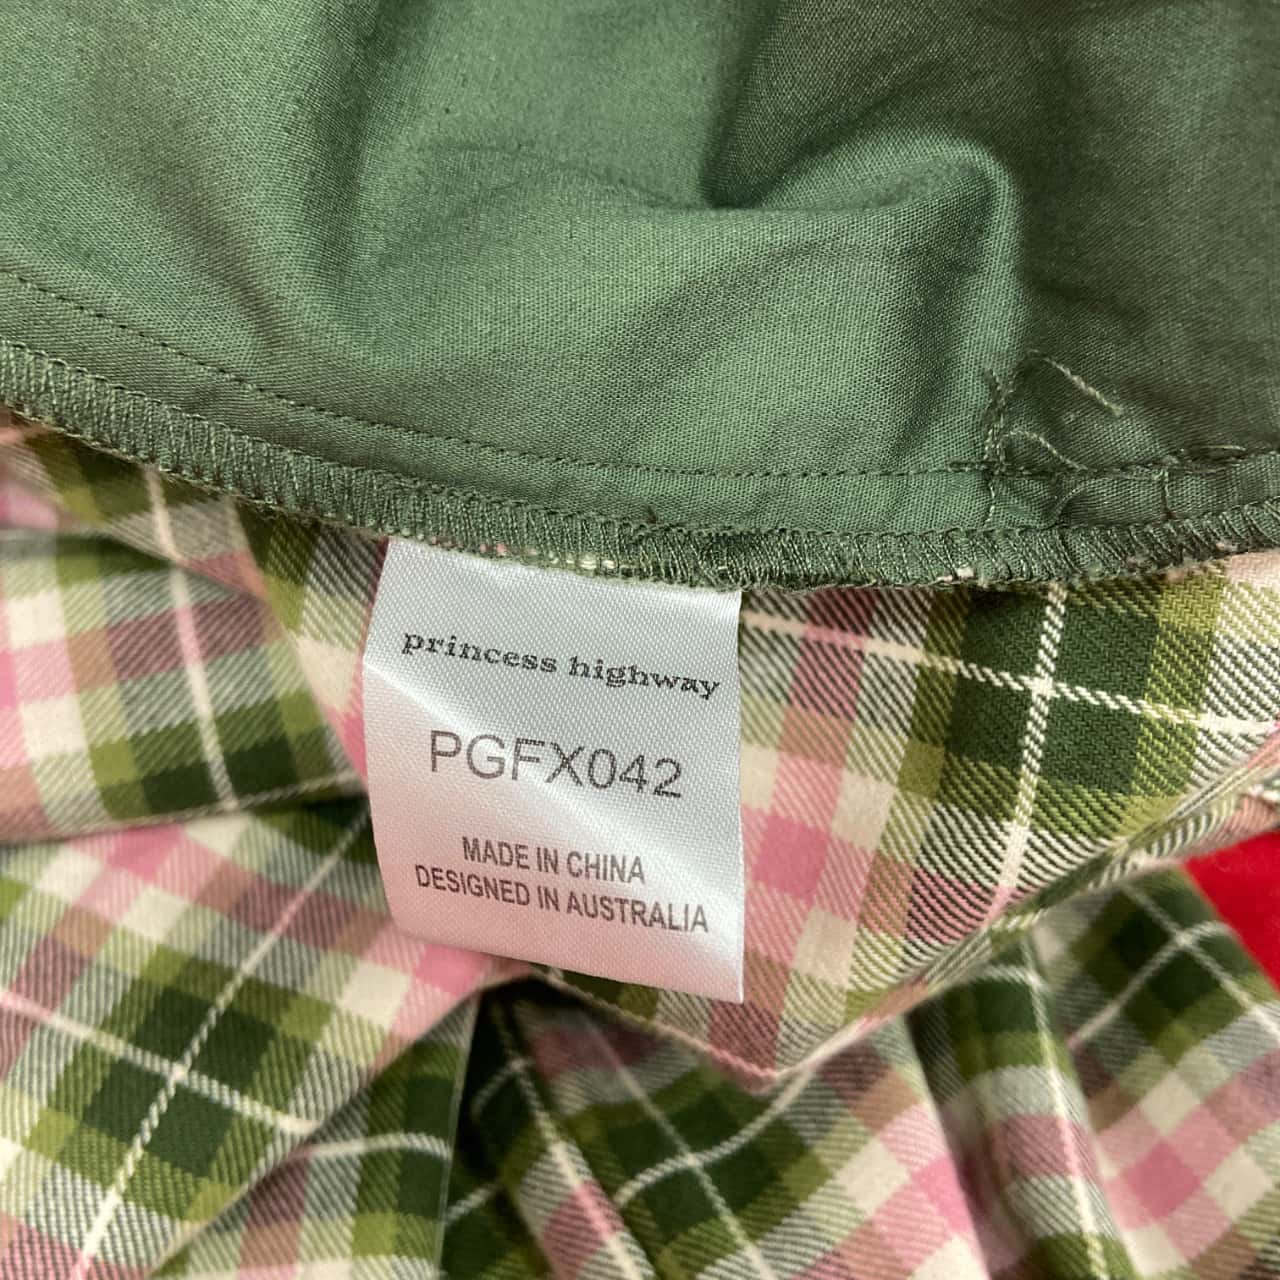 princess highway
PGFX042
MADE IN CHINA
DESIGNED IN AUSTRALIA